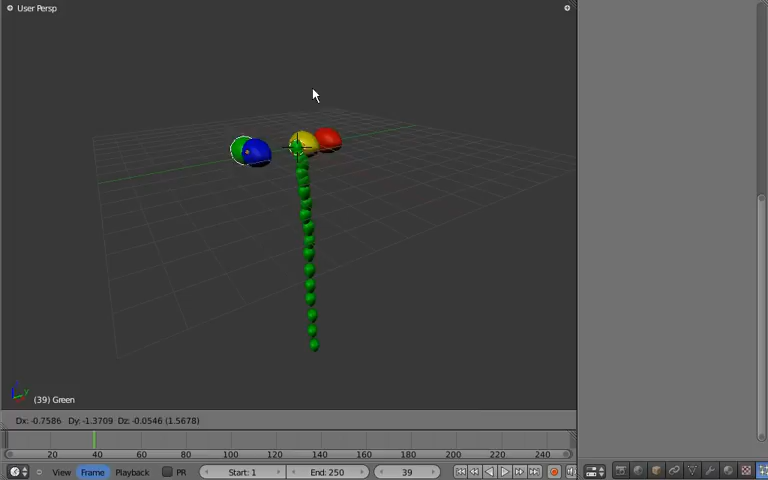 User Persp
(39) Green
Dx: -0.7586 Dy: -1.3709 Dz: -0.0546 (1.5678)
20 40 60 80 100 120 140 160 180 200 220 240
View Frame Playback PR Start: 1 End: 250 39